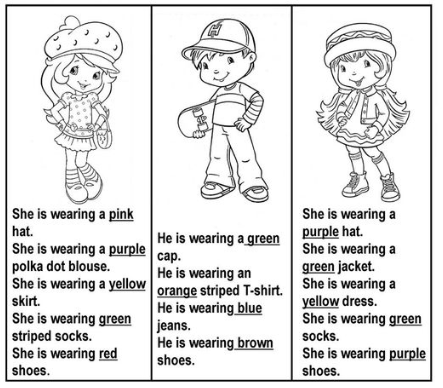 She is wearing a pink
hat.
She is wearing a purple
polka dot blouse.
She is wearing a yellow
skirt.
She is wearing green
striped socks.
She is wearing red
shoes.
H
He is wearing a green
cap.
He is wearing an
orange striped T-shirt.
He is wearing blue
jeans.
He is wearing brown
shoes.
She is wearing a
purple hat.
She is wearing a
green jacket.
She is wearing a
yellow dress.
She is wearing green
socks.
She is wearing purple
shoes.